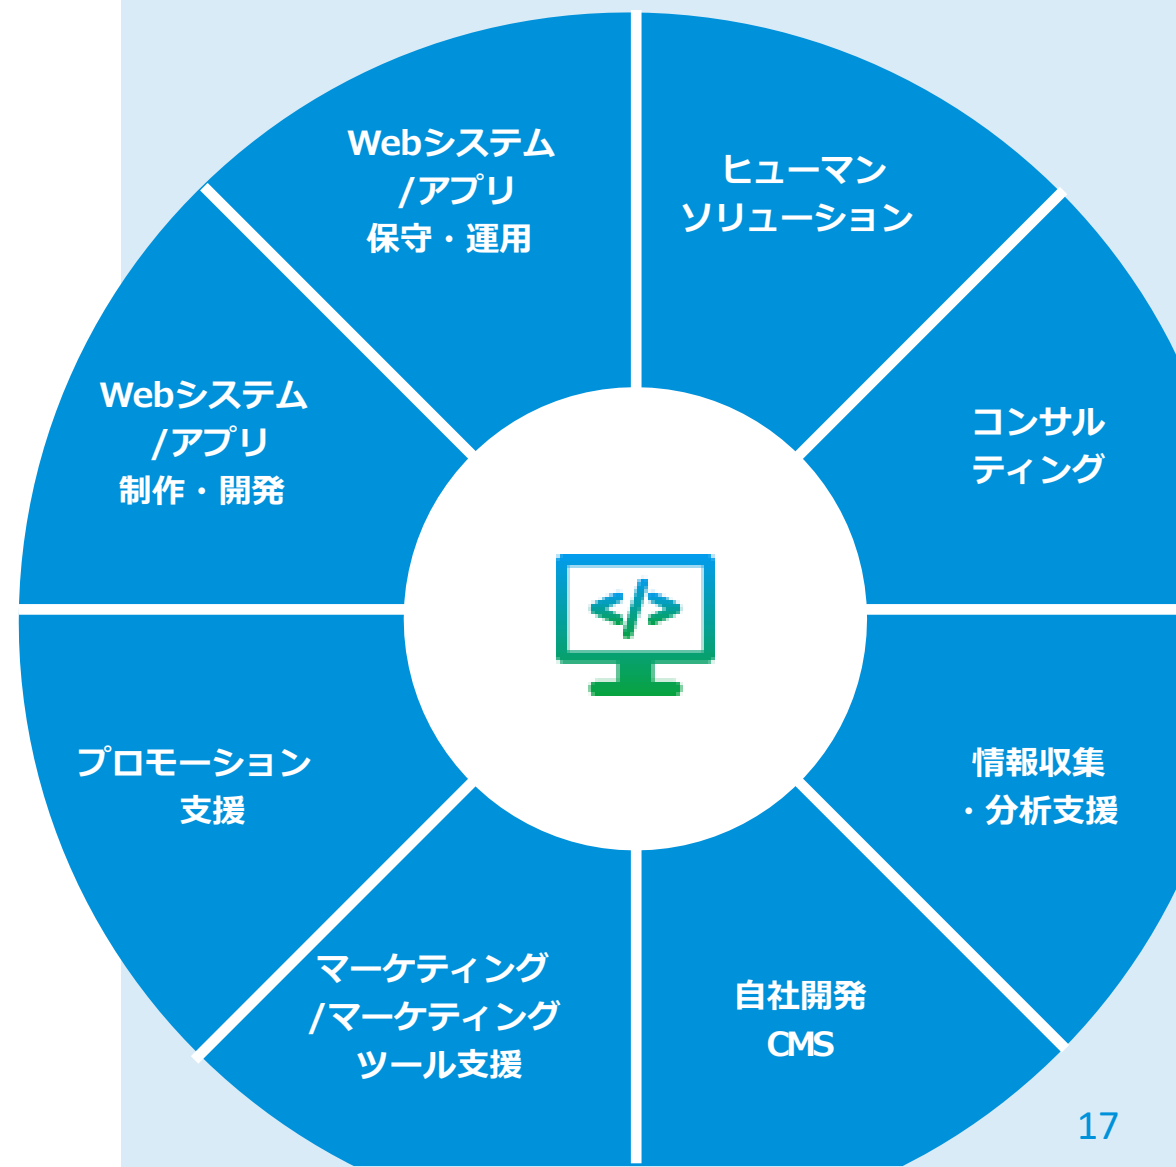 Webシステム
/アプリ
保守・運用
ヒューマン
ソリューション
Webシステム
/アプリ
制作・開発
コンサル
ティング
</>
プロモーション
支援
情報収集
・分析支援
マーケティング
/マーケティング
ツール支援
自社開発
CMS
17